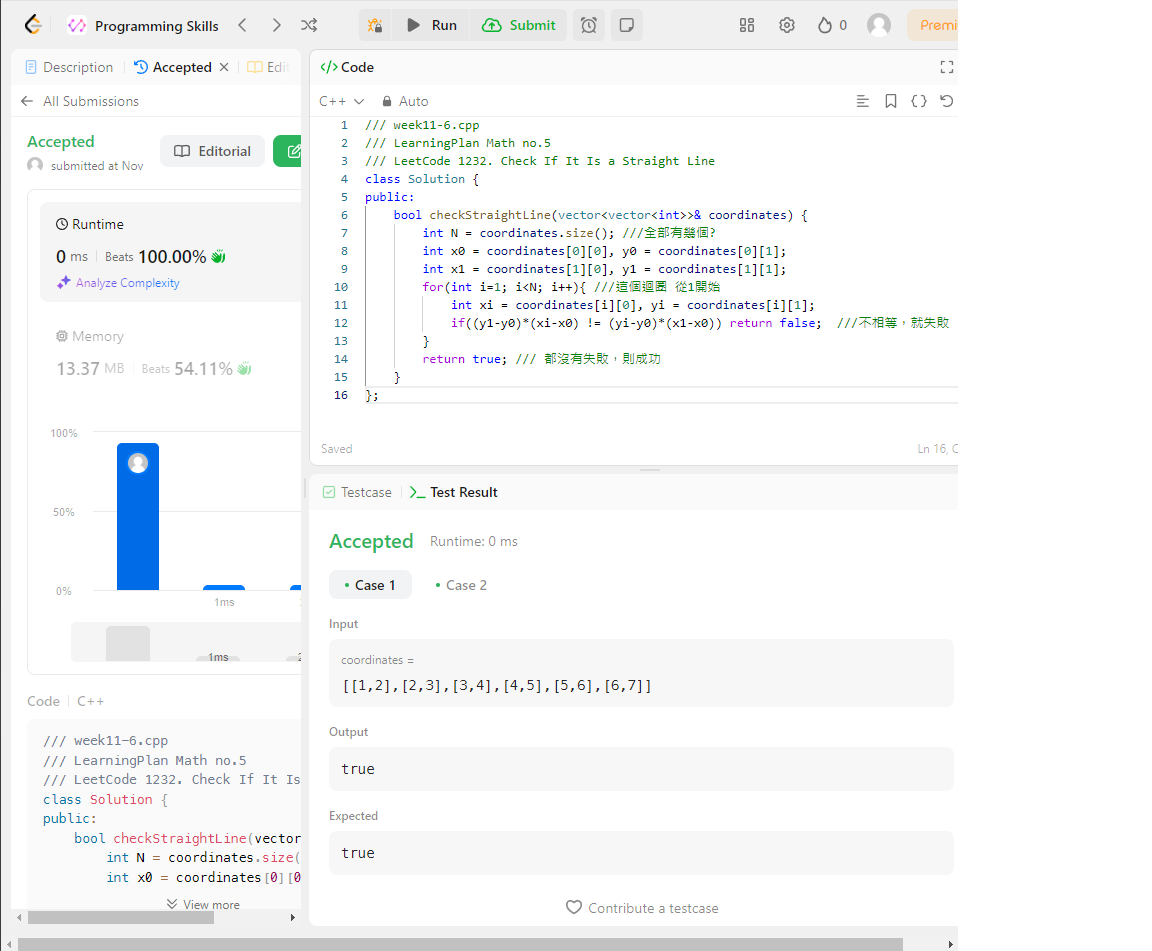 Programming Skills
Run
Submit
0
Description
Accepted
All Submissions
Accepted
submitted at Nov
Editorial
Runtime
0 ms
Beats 100.00%
Analyze Complexity
Memory
13.37 MB
Beats 54.11%
100%
50%
0%
1ms
1ms
Code
C++
/// week11-6.cpp
/// LearningPlan Math no.5
/// LeetCode 1232. Check If It Is
class Solution {
public:
bool checkStraightLine(vector
int N = coordinates.size(
int x0 = coordinates[0][0
View more
Code
C++
Auto
1 /// week11-6.cpp
2 /// LearningPlan Math no.5
3 /// LeetCode 1232. Check If It Is a Straight Line
4 class Solution {
5 public:
6 bool checkStraightLine(vector<vector<int>>& coordinates) {
7 int N = coordinates.size(); ///全部有幾個?
8 int x0 = coordinates[0][0], y0 = coordinates[0][1];
9 int x1 = coordinates[1][0], y1 = coordinates[1][1];
10 for(int i=1; i<N; i++){ ///這個迴圈 從1開始
11 int xi = coordinates[i][0], yi = coordinates[i][1];
12 if((y1-y0)*(xi-x0) != (yi-y0)*(x1-x0)) return false; ///不相等，就失敗
13 }
14 return true; /// 都沒有失敗，則成功
15 }
16 };
Saved
Ln 16,
Testcase
Test Result
Accepted
Runtime: 0 ms
Case 1
Case 2
Input
coordinates =
[[1,2],[2,3],[3,4],[4,5],[5,6],[6,7]]
Output
true
Expected
true
Contribute a testcase